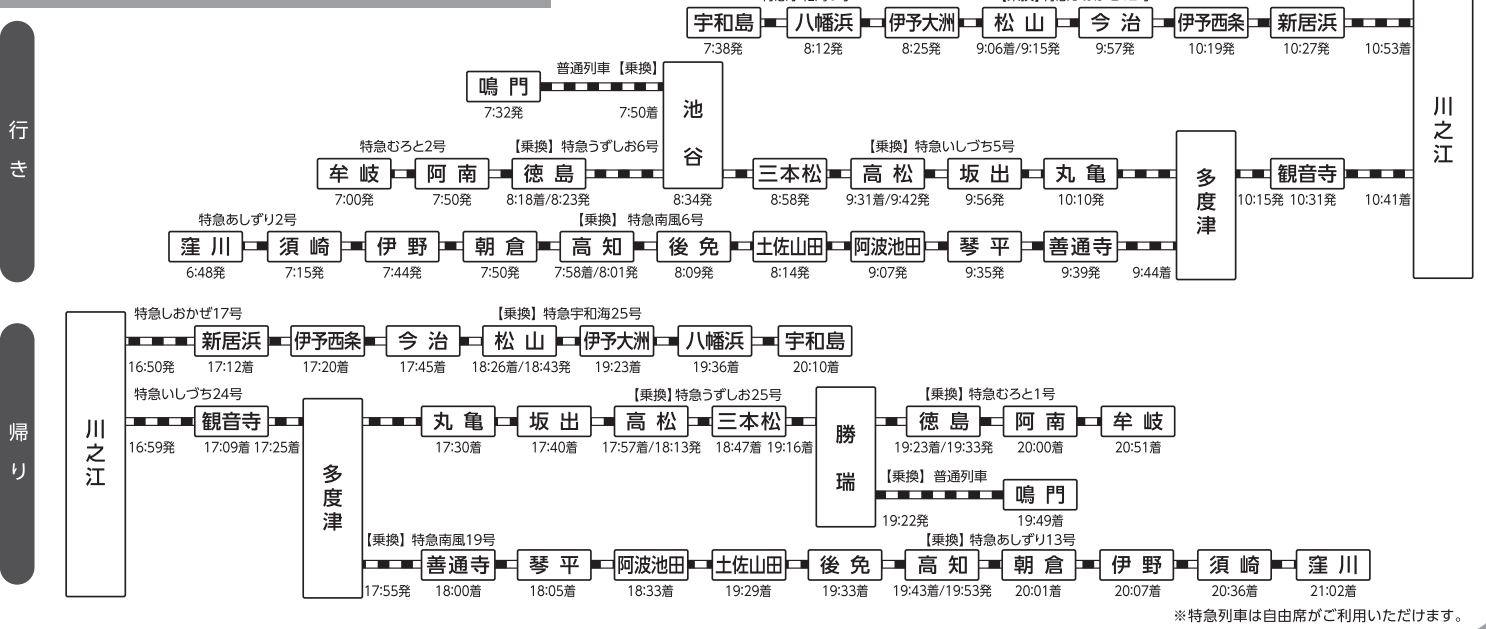 行き
宇和島 八幡浜 伊予大洲 松山 今治 伊予西条 新居浜
7:38発 8:12発 8:25発 9:06着/9:15発 9:57発 10:19発 10:27発 10:53着
川之江
普通列車【乗換】
鳴門 池谷
7:32発 7:50着
特急むろと2号 【乗換】特急うずしお6号 【乗換】特急いしづち5号
牟岐 阿南 徳島 三本松 高松 坂出 丸亀 多度津 観音寺
7:00発 7:50発 8:18着/8:23発 8:34発 8:58発 9:31着/9:42発 9:56発 10:10発 10:15発 10:31発 10:41着
特急あしずり2号 【乗換】特急南風6号
窪川 須崎 伊野 朝倉 高知 後免 土佐山田 阿波池田 琴平 善通寺
6:48発 7:15発 7:44発 7:50発 7:58着/8:01発 8:09発 8:14発 9:07発 9:35発 9:39発 9:44着
帰り
川之江
特急しおかぜ17号 【乗換】特急宇和海25号
新居浜 伊予西条 今治 松山 伊予大洲 八幡浜 宇和島
16:50発 17:12着 17:20着 17:45着 18:26着/18:43発 19:23着 19:36着 20:10着
特急いしづち24号 【乗換】特急うずしお25号 【乗換】特急むろと1号
観音寺 多度津 丸亀 坂出 高松 三本松 勝瑞 徳島 阿南 牟岐
16:59発 17:09着 17:25着 17:30着 17:40着 17:57着/18:13発 18:47着 19:16着 19:23着/19:33発 20:00着 20:51着
【乗換】普通列車
鳴門
19:22発 19:49着
【乗換】特急南風19号 【乗換】特急あしずり13号
善通寺 琴平 阿波池田 土佐山田 後免 高知 朝倉 伊野 須崎 窪川
17:55発 18:00着 18:05着 18:33着 19:29着 19:33着 19:43着/19:53発 20:01着 20:07着 20:36着 21:02着
※特急列車は自由席がご利用いただけます。